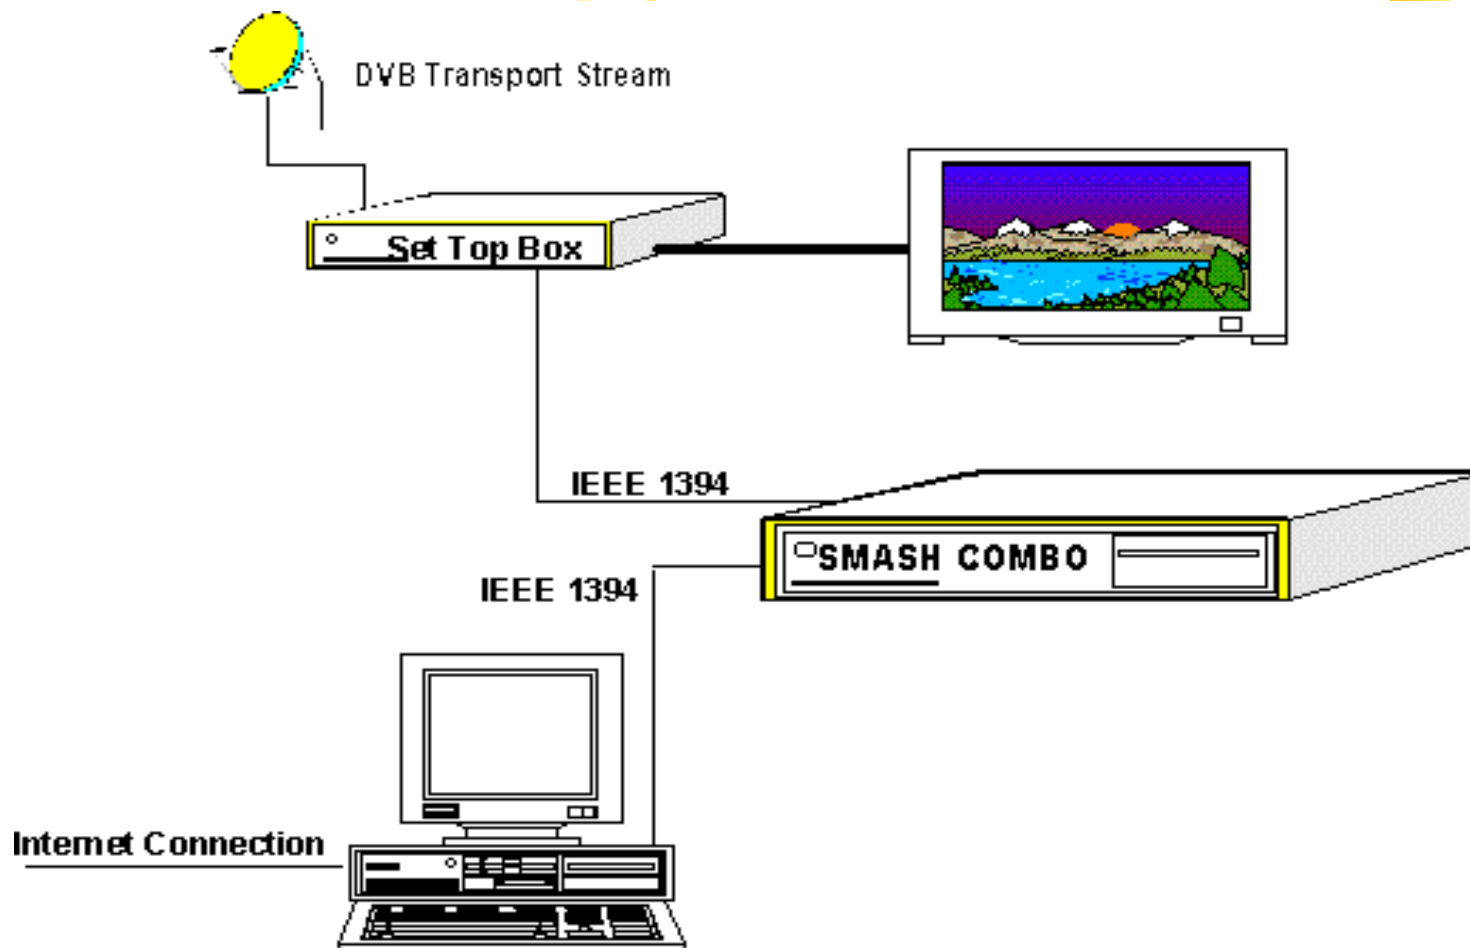 DVB Transport Stream
Set Top Box
IEEE 1394
SMASH COMBO
IEEE 1394
Internet Connection